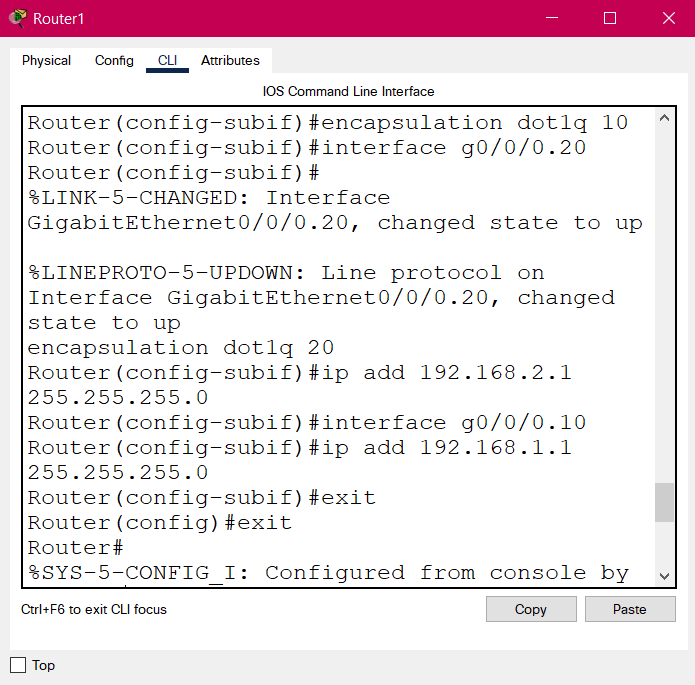 Router1
Physical Config CLI Attributes
IOS Command Line Interface
Router(config-subif)#encapsulation dot1q 10
Router(config-subif)#interface g0/0/0.20
Router(config-subif)#
%LINK-5-CHANGED: Interface
GigabitEthernet0/0/0.20, changed state to up
%LINEPROTO-5-UPDOWN: Line protocol on
Interface GigabitEthernet0/0/0.20, changed
state to up
encapsulation dot1q 20
Router(config-subif)#ip add 192.168.2.1
255.255.255.0
Router(config-subif)#interface g0/0/0.10
Router(config-subif)#ip add 192.168.1.1
255.255.255.0
Router(config-subif)#exit
Router(config)#exit
Router#
%SYS-5-CONFIG_I: Configured from console by
Ctrl+F6 to exit CLI focus
Copy Paste
Top